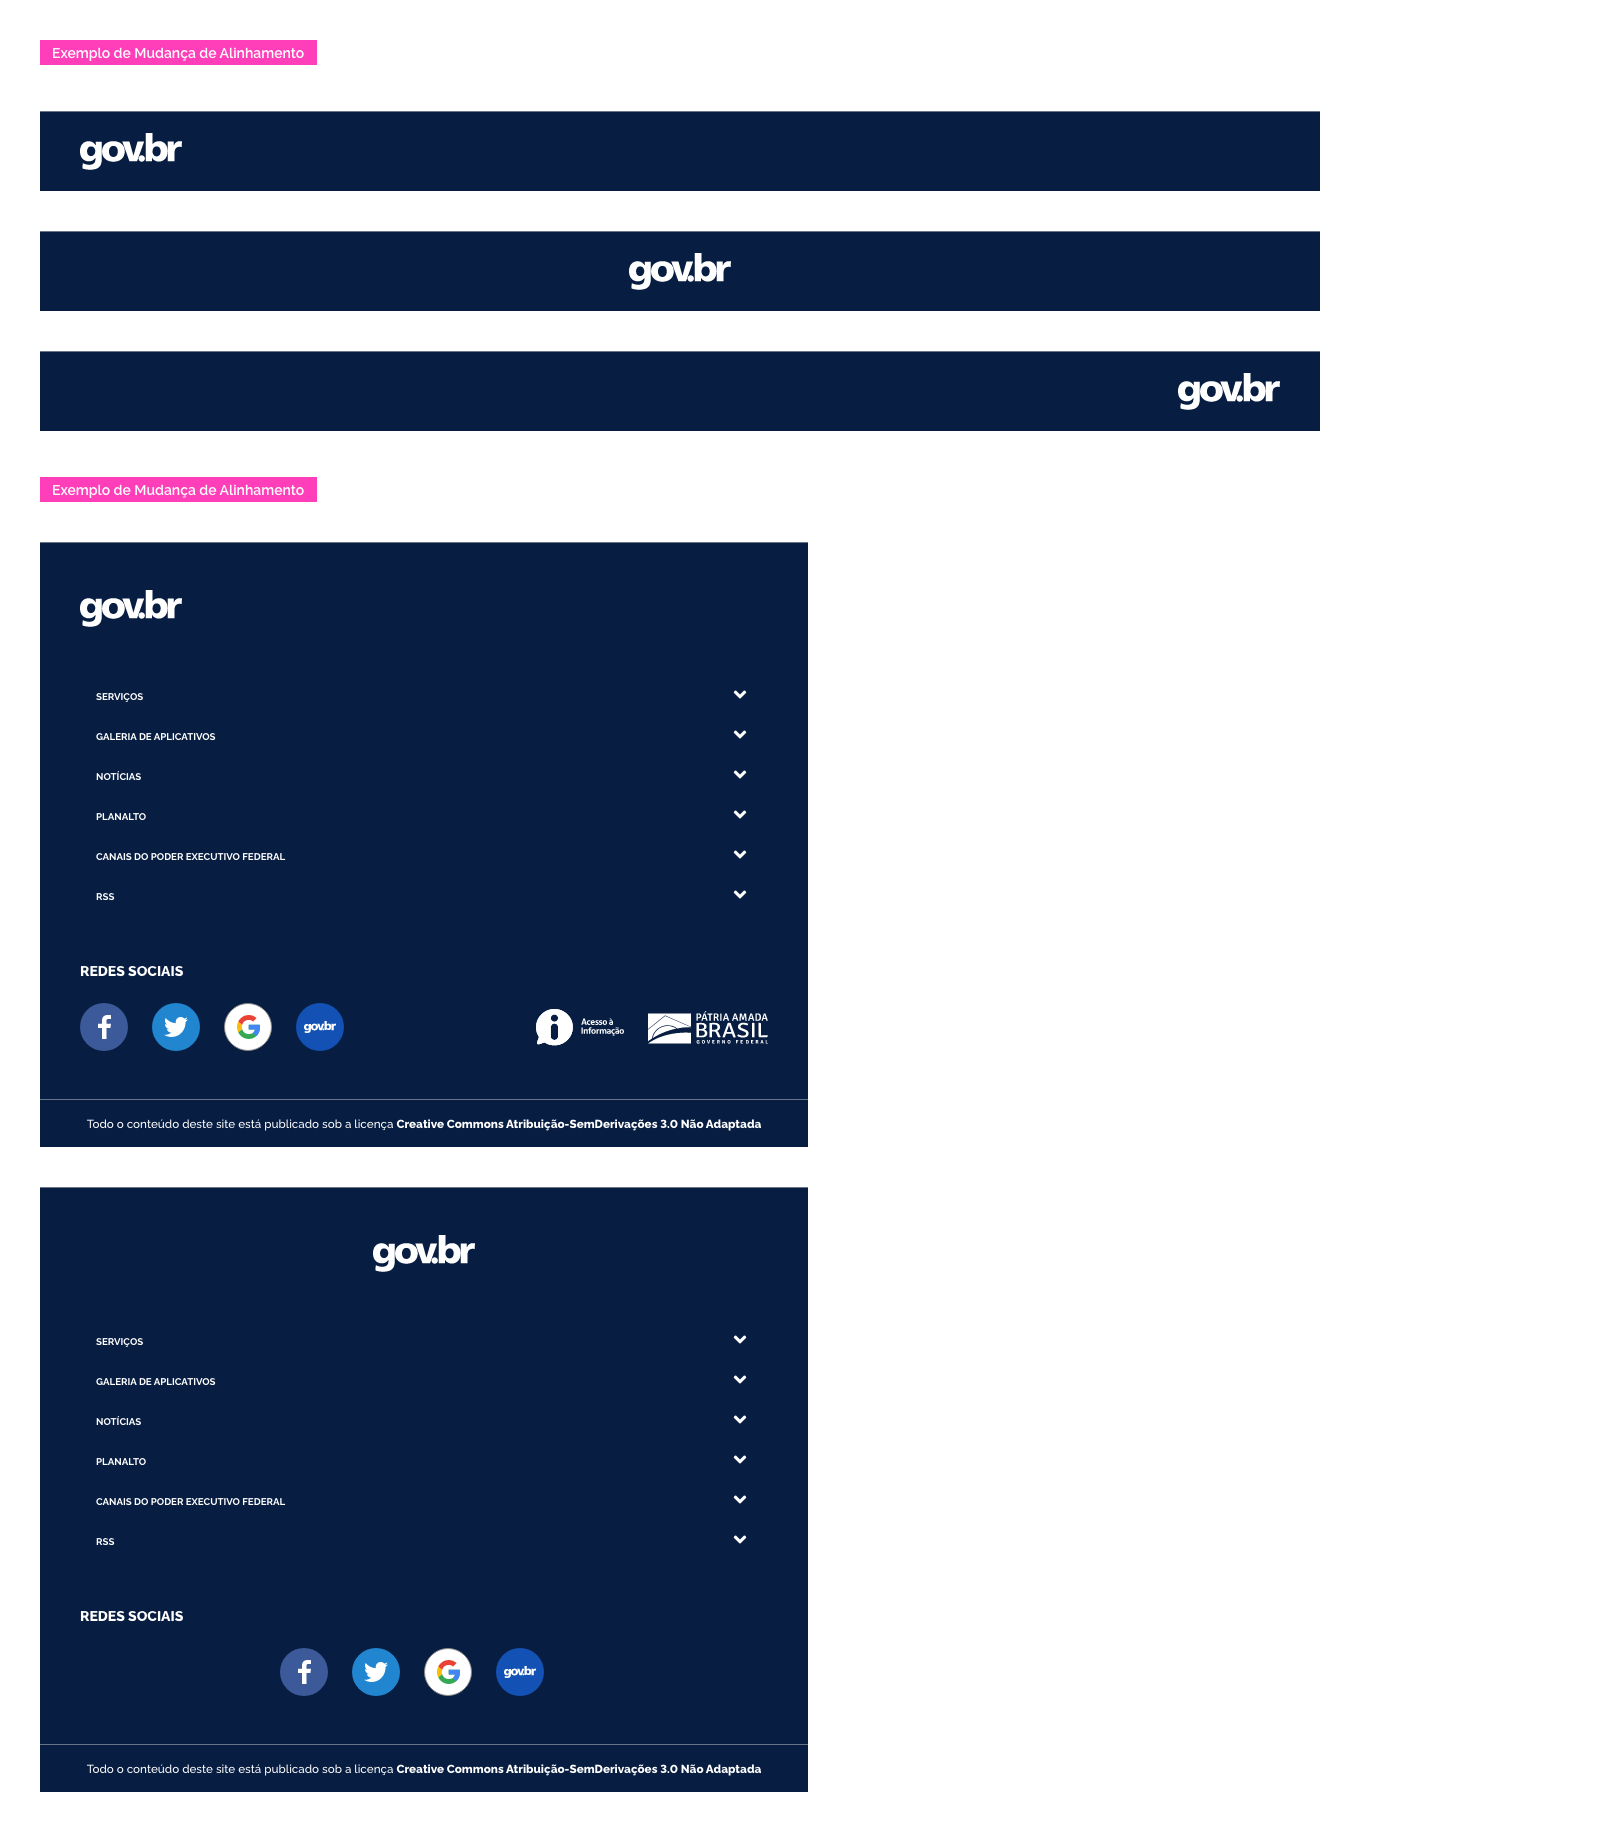 Exemplo de Mudança de Alinhamento
gov.br
gov.br
gov.br
Exemplo de Mudança de Alinhamento
gov.br
SERVIÇOS
GALERIA DE APLICATIVOS
NOTÍCIAS
PLANALTO
CANAIS DO PODER EXECUTIVO FEDERAL
RSS
REDES SOCIAIS
gov.br
Acesso à
Informação
PÁTRIA AMADA
BRASIL
GOVERNO FEDERAL
Todo o conteúdo deste site está publicado sob a licença Creative Commons Atribuição-SemDerivações 3.0 Não Adaptada
gov.br
SERVIÇOS
GALERIA DE APLICATIVOS
NOTÍCIAS
PLANALTO
CANAIS DO PODER EXECUTIVO FEDERAL
RSS
REDES SOCIAIS
gov.br
Todo o conteúdo deste site está publicado sob a licença Creative Commons Atribuição-SemDerivações 3.0 Não Adaptada